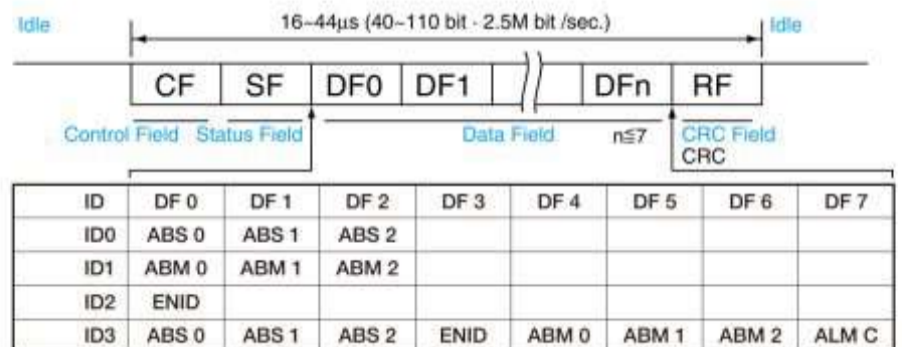 Idle 16~44μs (40~110 bit · 2.5M bit /sec.) Idle
CF SF DF0 DF1 DFn RF
Control Field Status Field Data Field n≦7 CRC Field
CRC
ID DF 0 DF 1 DF 2 DF 3 DF 4 DF 5 DF 6 DF 7
ID0 ABS 0 ABS 1 ABS 2
ID1 ABM 0 ABM 1 ABM 2
ID2 ENID
ID3 ABS 0 ABS 1 ABS 2 ENID ABM 0 ABM 1 ABM 2 ALM C